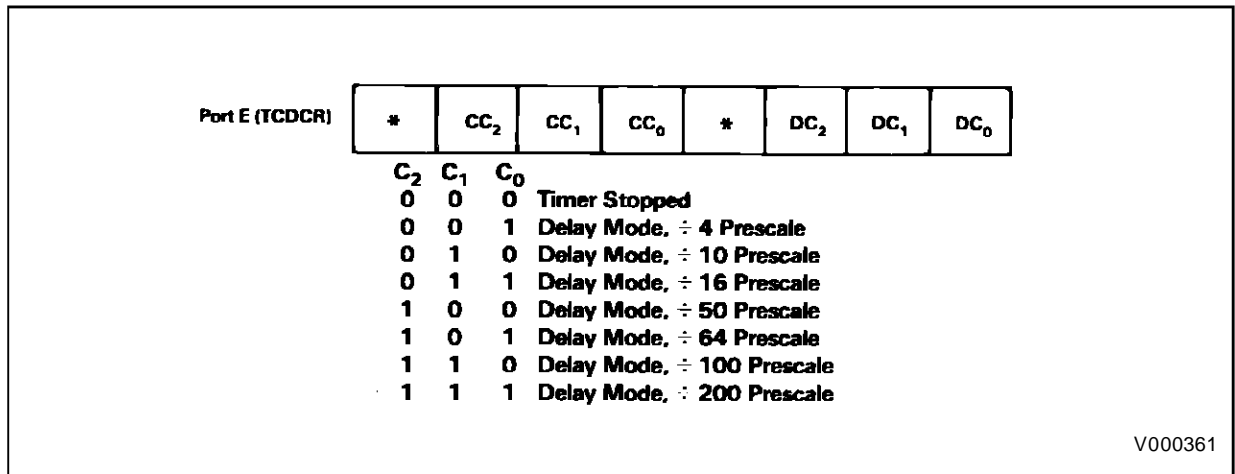 Port E (TCDCR) * CC₂ CC₁ CC₀ * DC₂ DC₁ DC₀
C₂ C₁ C₀
0 0 0 Timer Stopped
0 0 1 Delay Mode, ÷ 4 Prescale
0 1 0 Delay Mode, ÷ 10 Prescale
0 1 1 Delay Mode, ÷ 16 Prescale
1 0 0 Delay Mode, ÷ 50 Prescale
1 0 1 Delay Mode, ÷ 64 Prescale
1 1 0 Delay Mode, ÷ 100 Prescale
1 1 1 Delay Mode, ÷ 200 Prescale
V000361